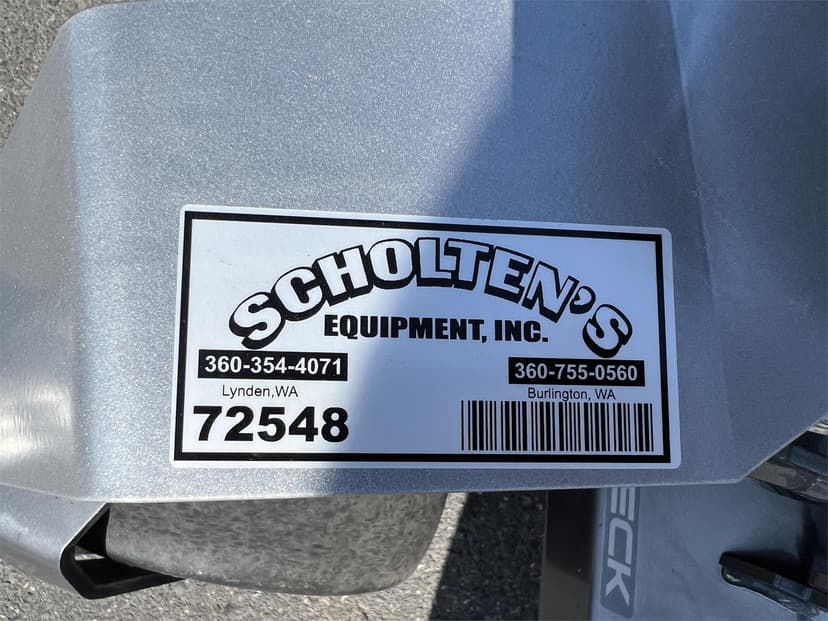 SCHOLTEN'S
EQUIPMENT, INC.
360-354-4071
360-755-0560
Lynden,WA
Burlington, WA
72548
ECK